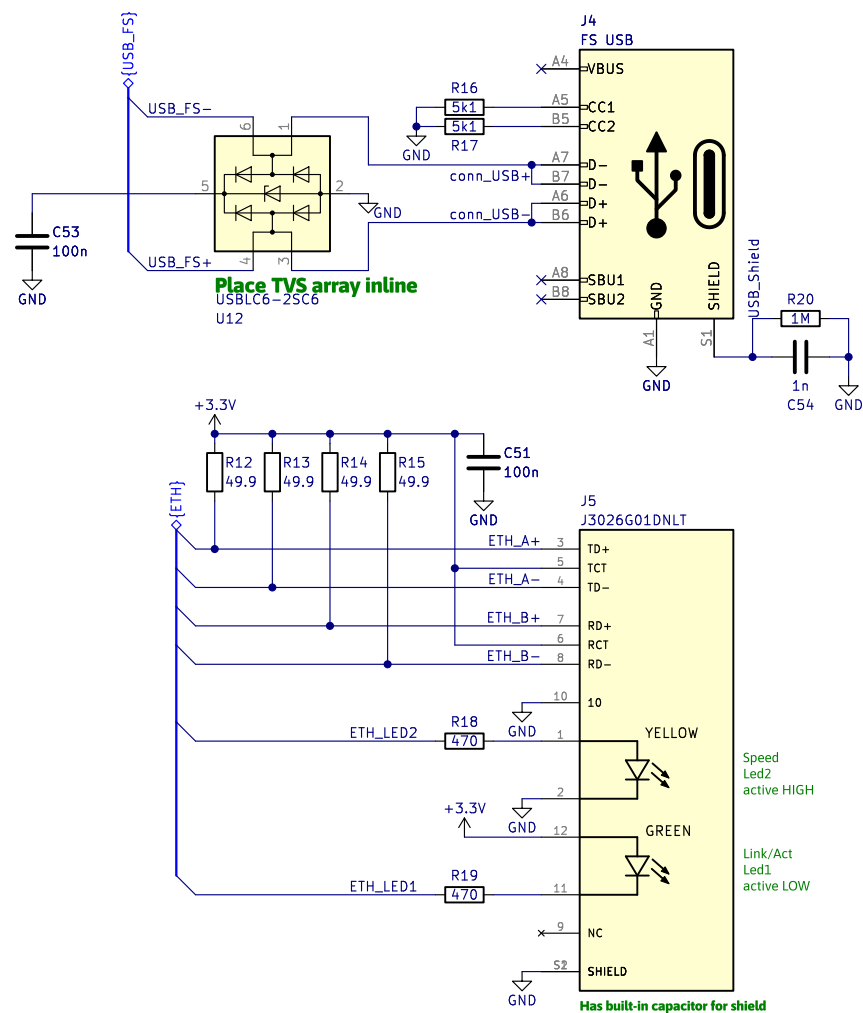 J4
FS USB
{USB_FS}
A4 VBUS
USB_FS-
R16
5k1
A5 CC1
5k1
B5 CC2
R17
GND
6
1
A7 D-
conn_USB+
B7 D-
5
2
GND
A6 D+
conn_USB-
B6 D+
C53
100n
GND
USB_FS+
4
3
Place TVS array inline
USBLC6-2SC6
U12
A8 SBU1
B8 SBU2
GND
SHIELD
A1
S1
USB_Shield
R20
1M
1n
C54
GND
GND
+3.3V
R12
49.9
R13
49.9
R14
49.9
R15
49.9
C51
100n
GND
{ETH}
J5
J3026G01DNLT
ETH_A+ 3 TD+
5 TCT
ETH_A- 4 TD-
ETH_B+ 7 RD+
6 RCT
ETH_B- 8 RD-
10 10
GND
ETH_LED2
R18
470
1
YELLOW
Speed
Led2
active HIGH
2
GND
+3.3V
12
GREEN
Link/Act
Led1
active LOW
ETH_LED1
R19
470
11
9 NC
SHIELD
GND
Has built-in capacitor for shield